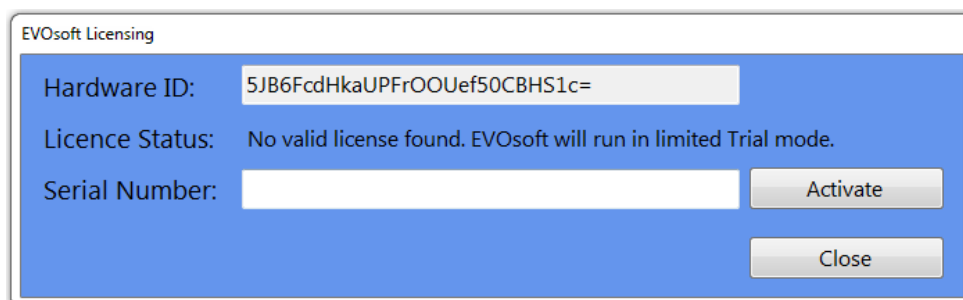 EVOsoft Licensing
Hardware ID: 5JB6FcdHkaUPFrOOUef50CBHS1c=
Licence Status: No valid license found. EVOsoft will run in limited Trial mode.
Serial Number: Activate
Close